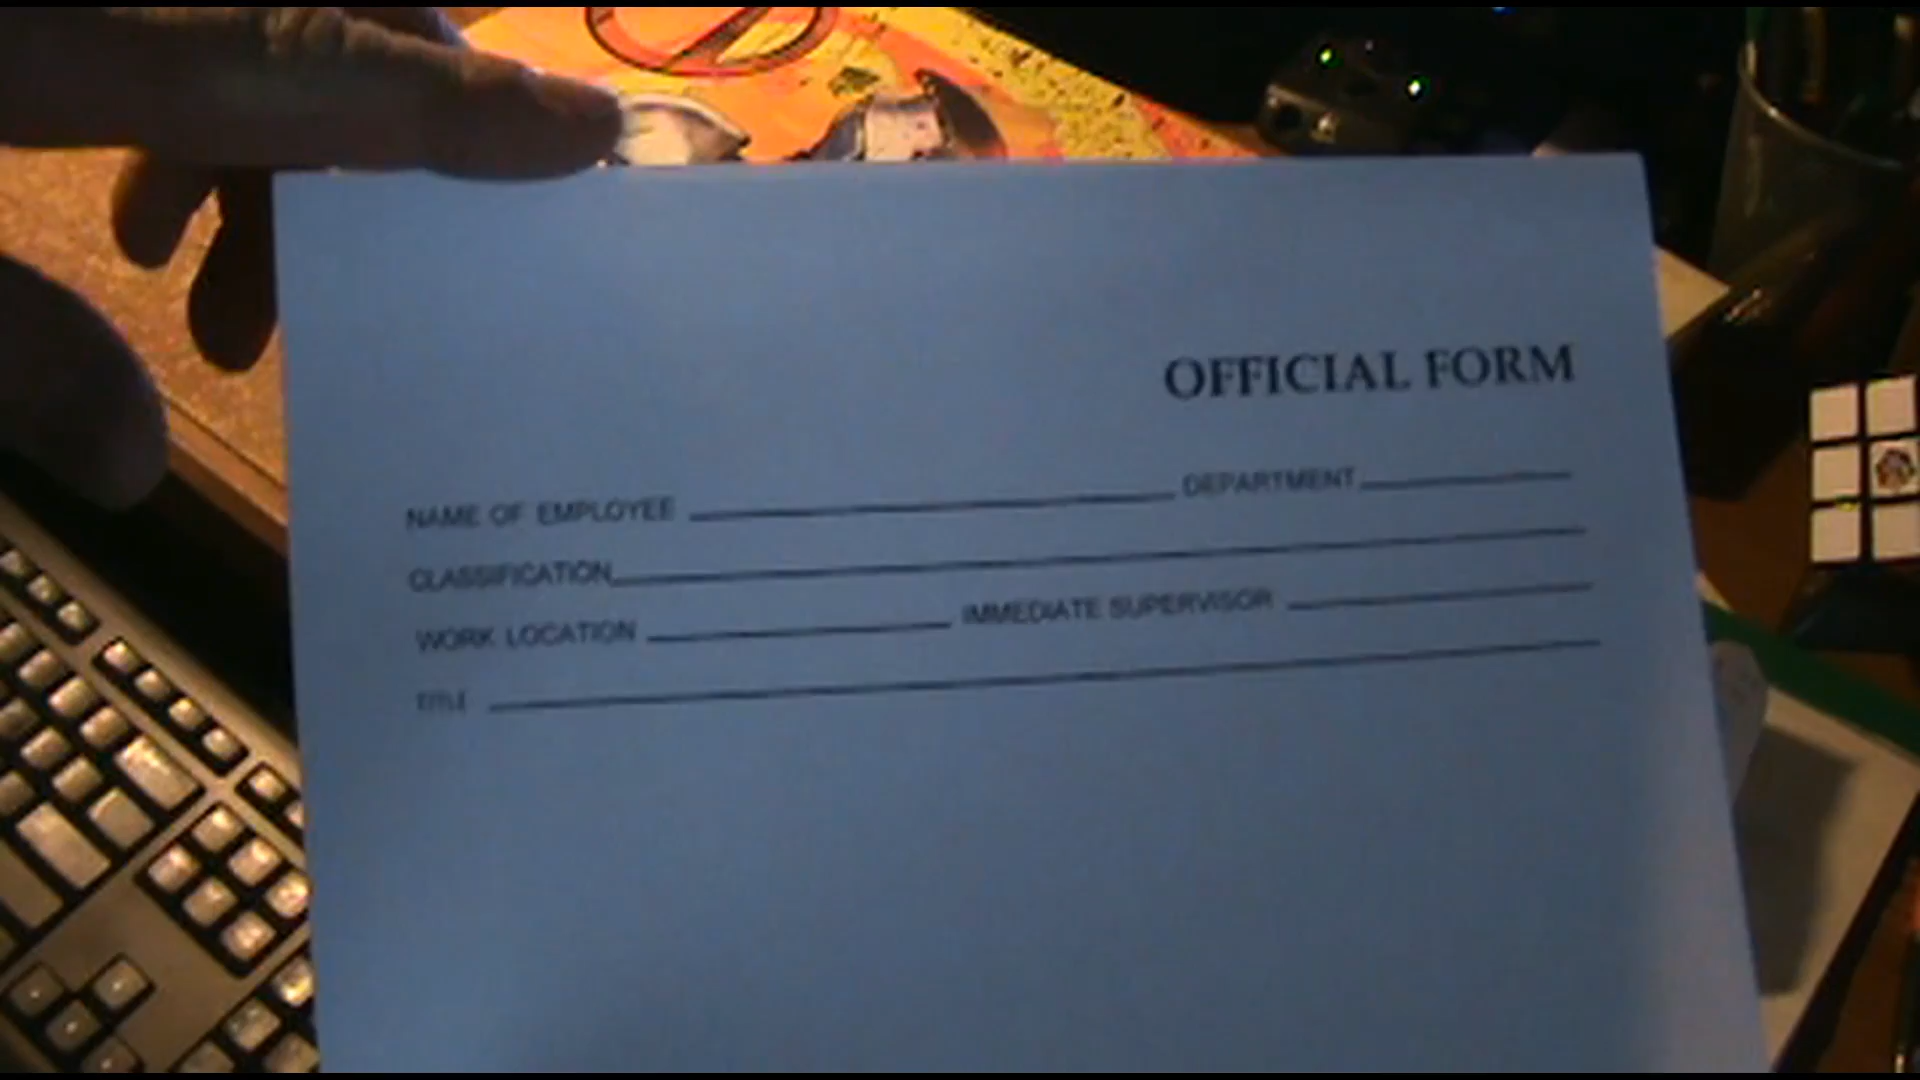 OFFICIAL FORM
NAME OF EMPLOYEE DEPARTMENT
CLASSIFICATION
WORK LOCATION IMMEDIATE SUPERVISOR
TITLE